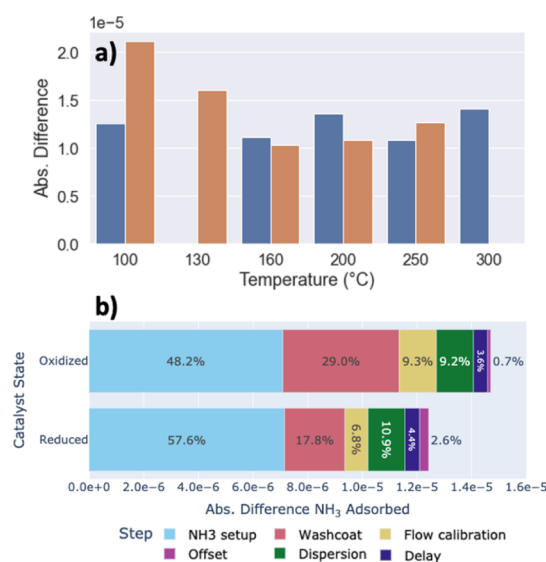 1e−5
a)
2.0
1.5
1.0
0.5
0.0
Abs. Difference
100 130 160 200 250 300
Temperature (°C)
b)
Oxidized 48.2% 29.0% 9.3% 9.2% 3.6% 0.7%
Reduced 57.6% 17.8% 6.8% 10.9% 4.4% 2.6%
Catalyst State
0.0e+0 2.0e−6 4.0e−6 6.0e−6 8.0e−6 1.0e−5 1.2e−5 1.4e−5 1.6e−5
Abs. Difference NH₃ Adsorbed
Step NH3 setup Washcoat Flow calibration
Offset Dispersion Delay